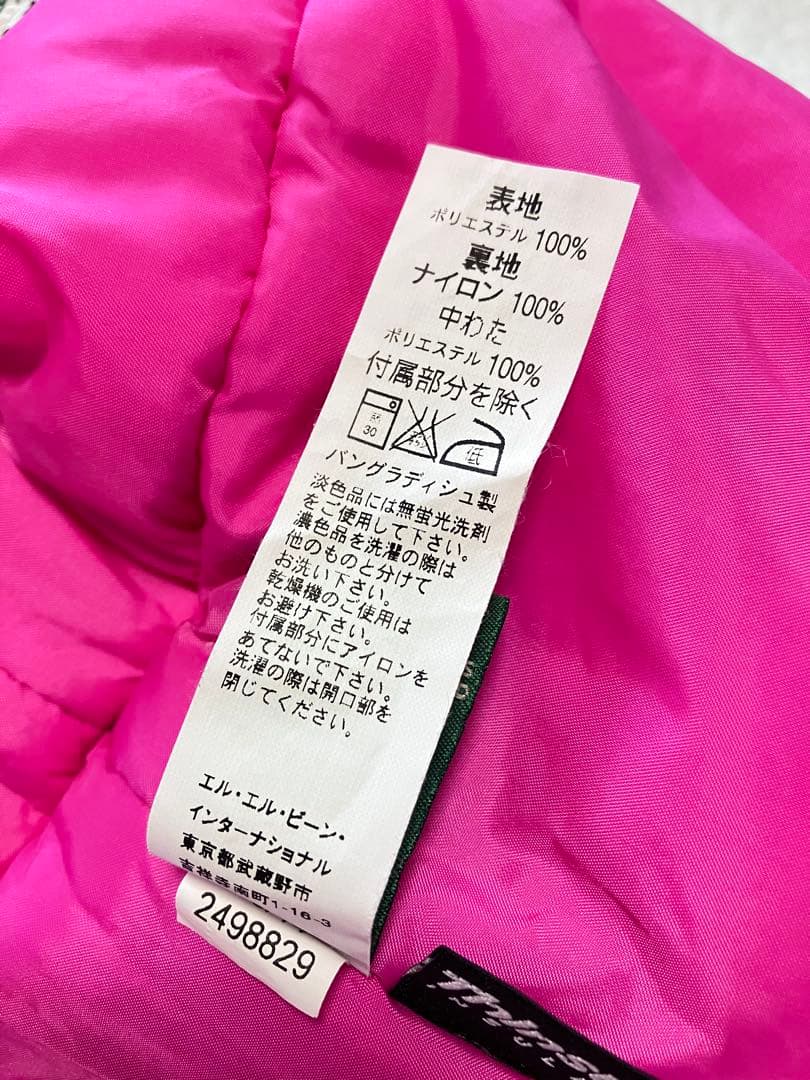 表地
ポリエステル 100%
裏地
ナイロン 100%
中わた
ポリエステル 100%
付属部分を除く
30
低
バングラディシュ製
淡色品には無蛍光洗剤
をご使用して下さい。
濃色品を洗濯の際は
他のものと分けて
お洗い下さい。
乾燥機のご使用は
お避け下さい。
付属部分にアイロンを
あてないで下さい。
洗濯の際は開口部を
閉じてください。
エル・エル・ビーン・
インターナショナル
東京都武蔵野市
吉祥寺南町1-16-3
2498829